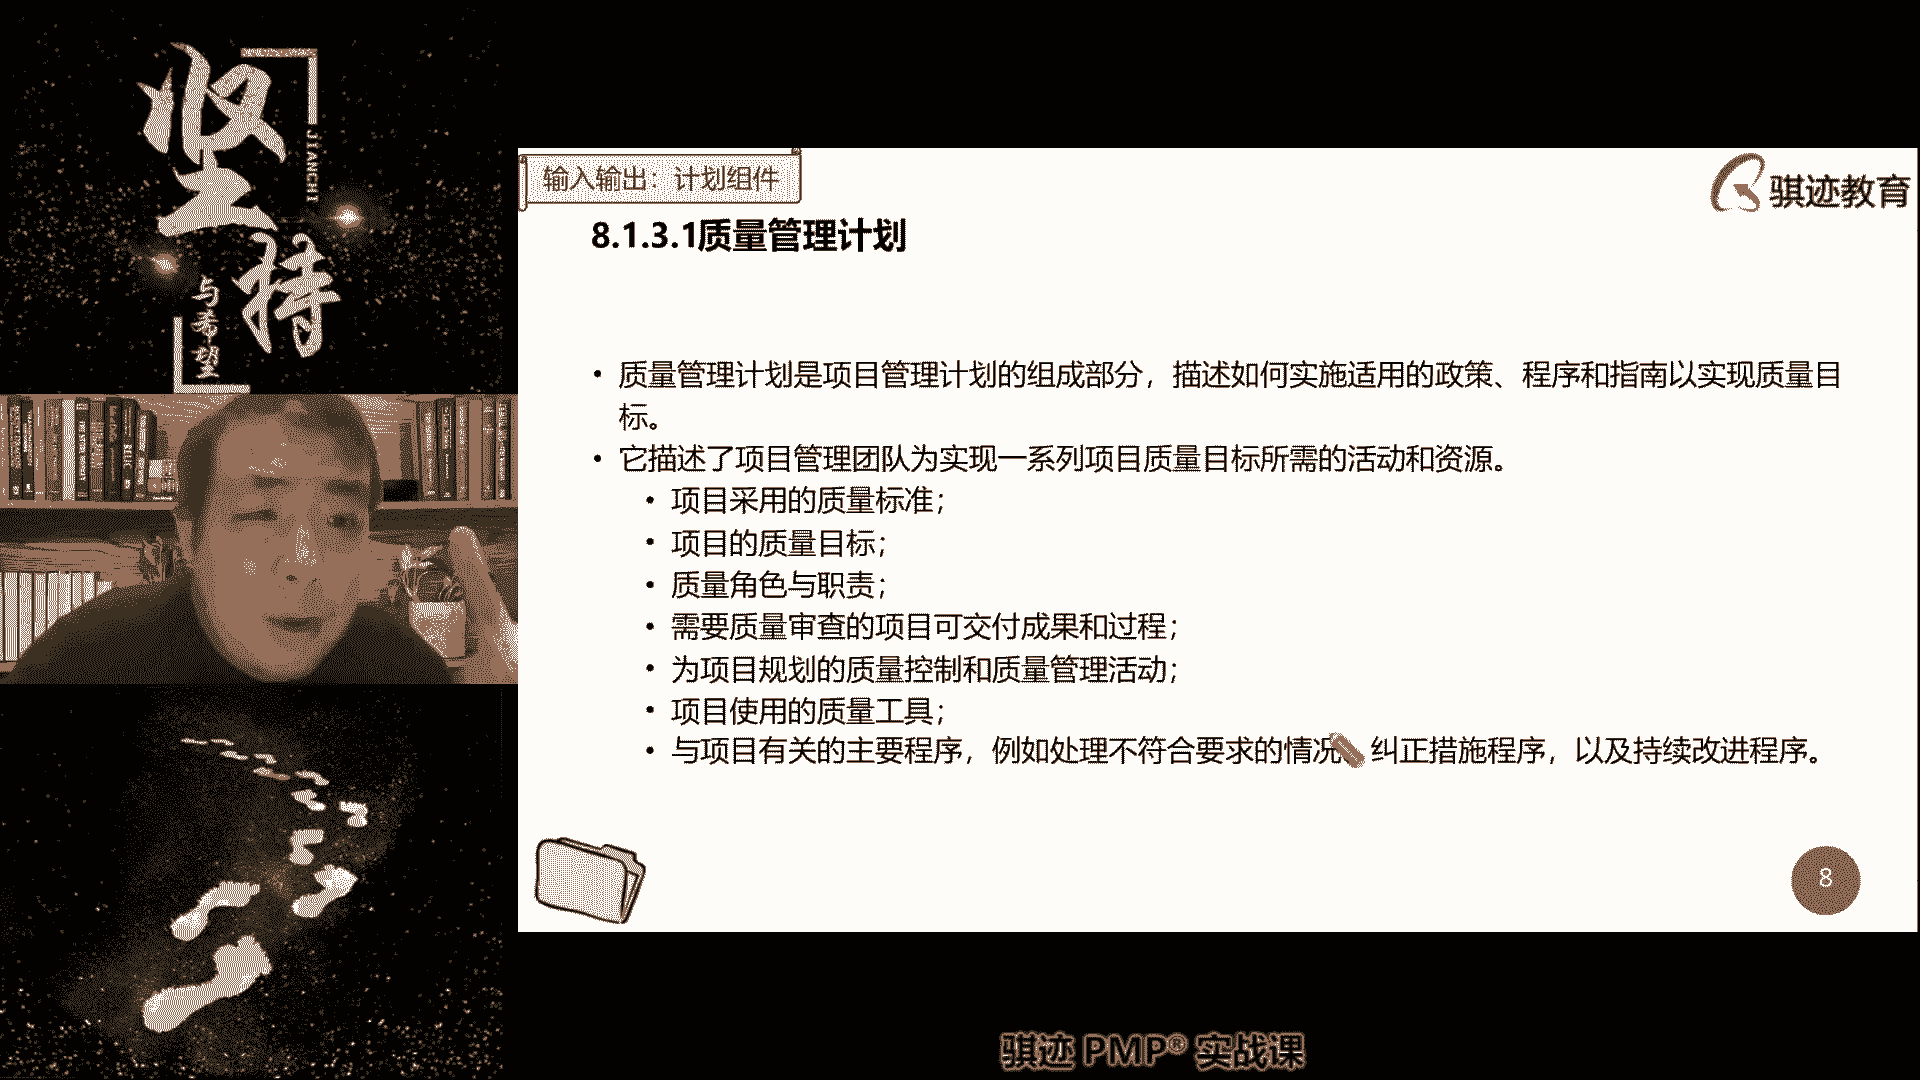 坚持
JIANCHI
与希望
输入输出：计划组件
骐迹教育
8.1.3.1质量管理计划
• 质量管理计划是项目管理计划的组成部分，描述如何实施适用的政策、程序和指南以实现质量目
标。
• 它描述了项目管理团队为实现一系列项目质量目标所需的活动和资源。
• 项目采用的质量标准；
• 项目的质量目标；
• 质量角色与职责；
• 需要质量审查的项目可交付成果和过程；
• 为项目规划的质量控制和质量管理活动；
• 项目使用的质量工具；
• 与项目有关的主要程序，例如处理不符合要求的情况 纠正措施程序，以及持续改进程序。
8
骐迹 PMP® 实战课